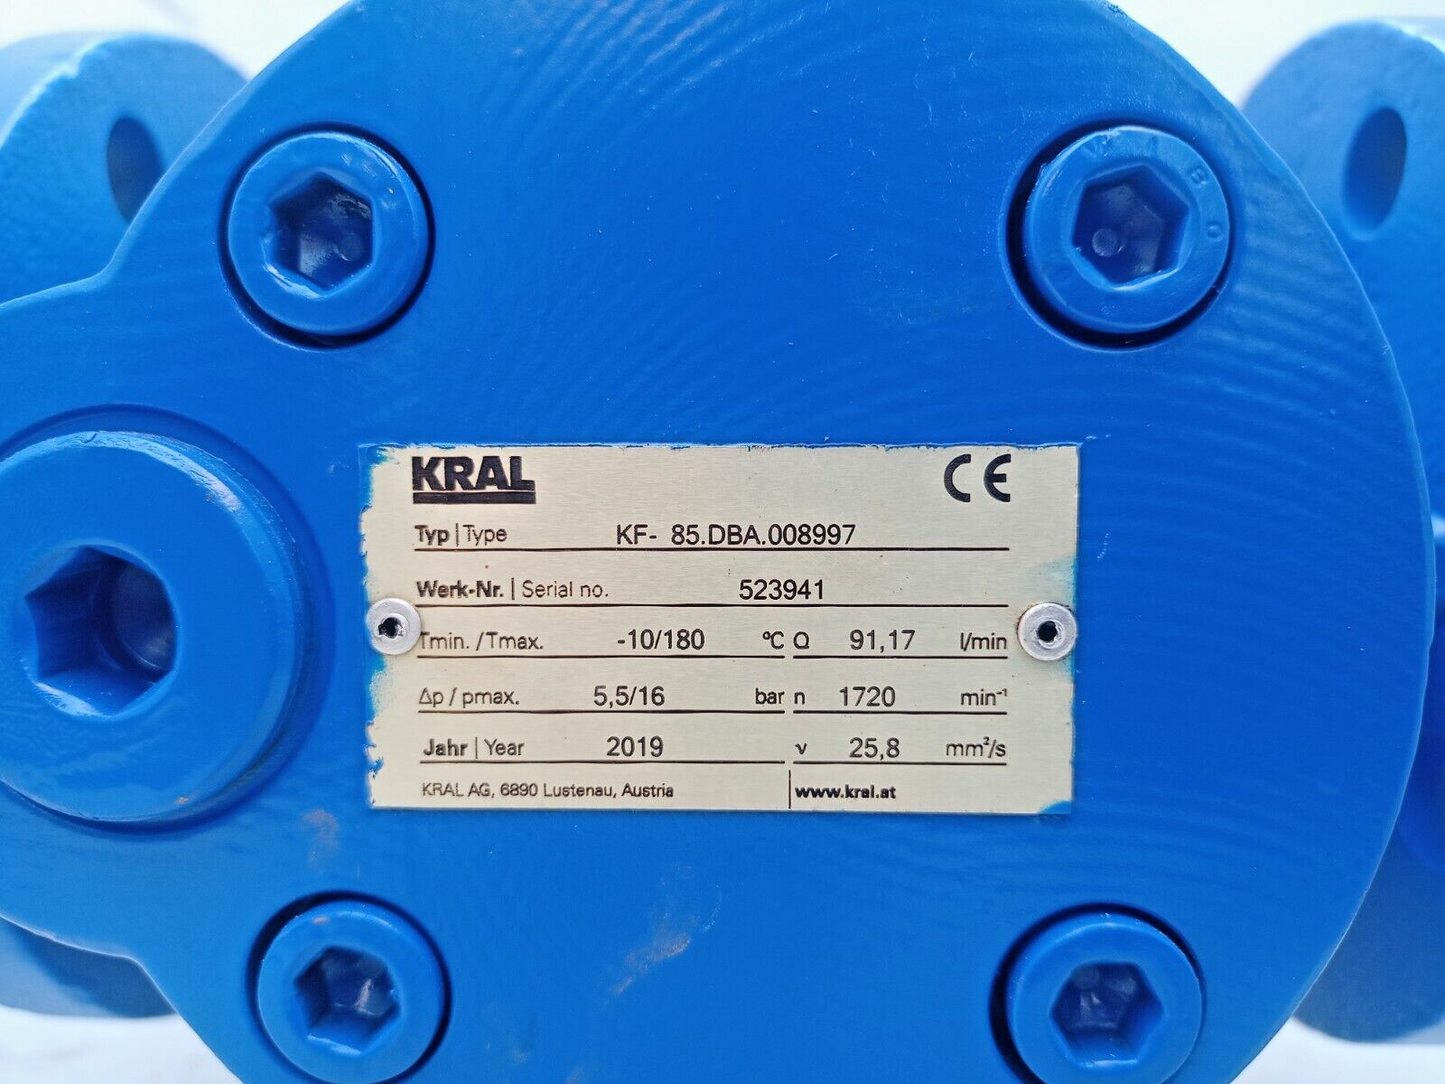 KRAL CE
Typ | Type KF- 85.DBA.008997
Werk-Nr. | Serial no. 523941
Tmin. /Tmax. -10/180 °C Q 91,17 l/min
Δp / pmax. 5,5/16 bar n 1720 min⁻¹
Jahr | Year 2019 ν 25,8 mm²/s
KRAL AG, 6890 Lustenau, Austria | www.kral.at